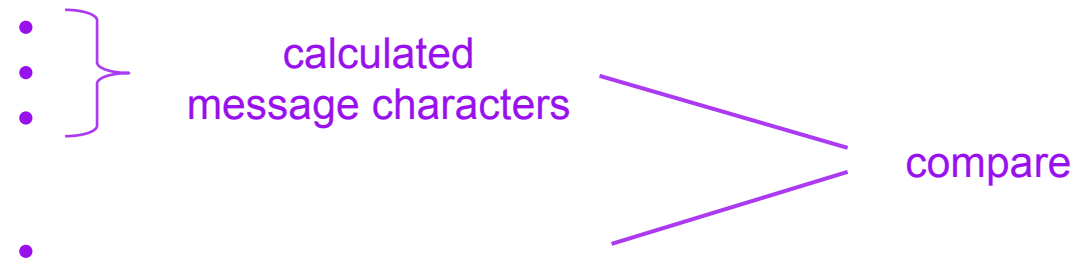 •
•
•
calculated
message characters
compare
•